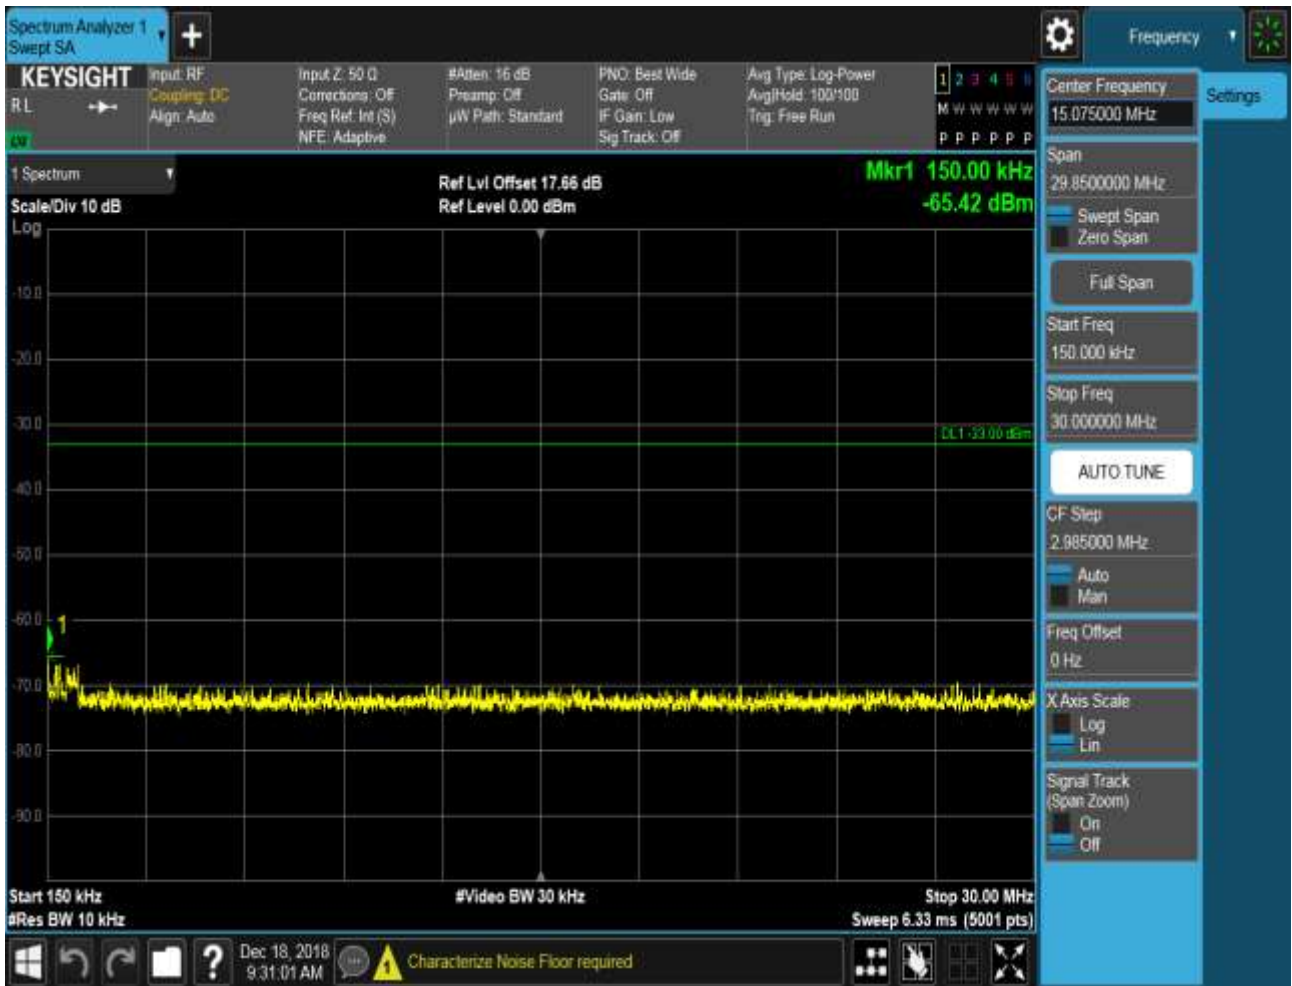 Spectrum Analyzer 1
Swept SA
Frequency
KEYSIGHT
RL
Input: RF
Coupling: DC
Align: Auto
Input Z: 50 Ω
Corrections: Off
Freq Ref: Int (S)
NFE: Adaptive
#Atten: 16 dB
Preamp: Off
µW Path: Standard
PNO: Best Wide
Gate: Off
IF Gain: Low
Sig Track: Off
Avg Type: Log-Power
Avg|Hold: 100/100
Trig: Free Run
1 2 3 4 5 6
M W W W W W
P P P P P P
1 Spectrum
Scale/Div 10 dB
Ref Lvl Offset 17.66 dB
Ref Level 0.00 dBm
Mkr1 150.00 kHz
-65.42 dBm
Log
-10.0
-20.0
-30.0
DL1 -33.00 dBm
-40.0
-50.0
-60.0
1
-70.0
-80.0
-90.0
Start 150 kHz
#Video BW 30 kHz
Stop 30.00 MHz
#Res BW 10 kHz
Sweep 6.33 ms (5001 pts)
Center Frequency
15.075000 MHz
Settings
Span
29.8500000 MHz
Swept Span
Zero Span
Full Span
Start Freq
150.000 kHz
Stop Freq
30.000000 MHz
AUTO TUNE
CF Step
2.985000 MHz
Auto
Man
Freq Offset
0 Hz
X Axis Scale
Log
Lin
Signal Track
(Span Zoom)
On
Off
?
Dec 18, 2018
9:31:01 AM
1
Characterize Noise Floor required